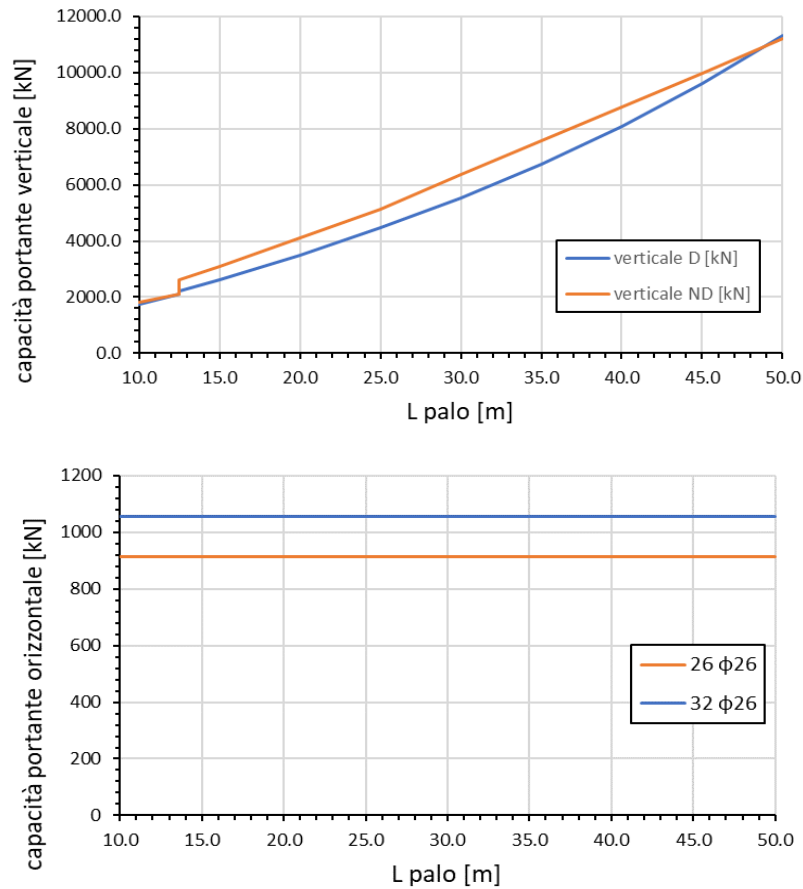 capacità portante verticale [kN]
12000.0
10000.0
8000.0
6000.0
4000.0
2000.0
0.0
verticale D [kN]
verticale ND [kN]
10.0 15.0 20.0 25.0 30.0 35.0 40.0 45.0 50.0
L palo [m]
capacità portante orizzontale [kN]
1200
1000
800
600
400
200
0
26 ф26
32 ф26
10.0 15.0 20.0 25.0 30.0 35.0 40.0 45.0 50.0
L palo [m]